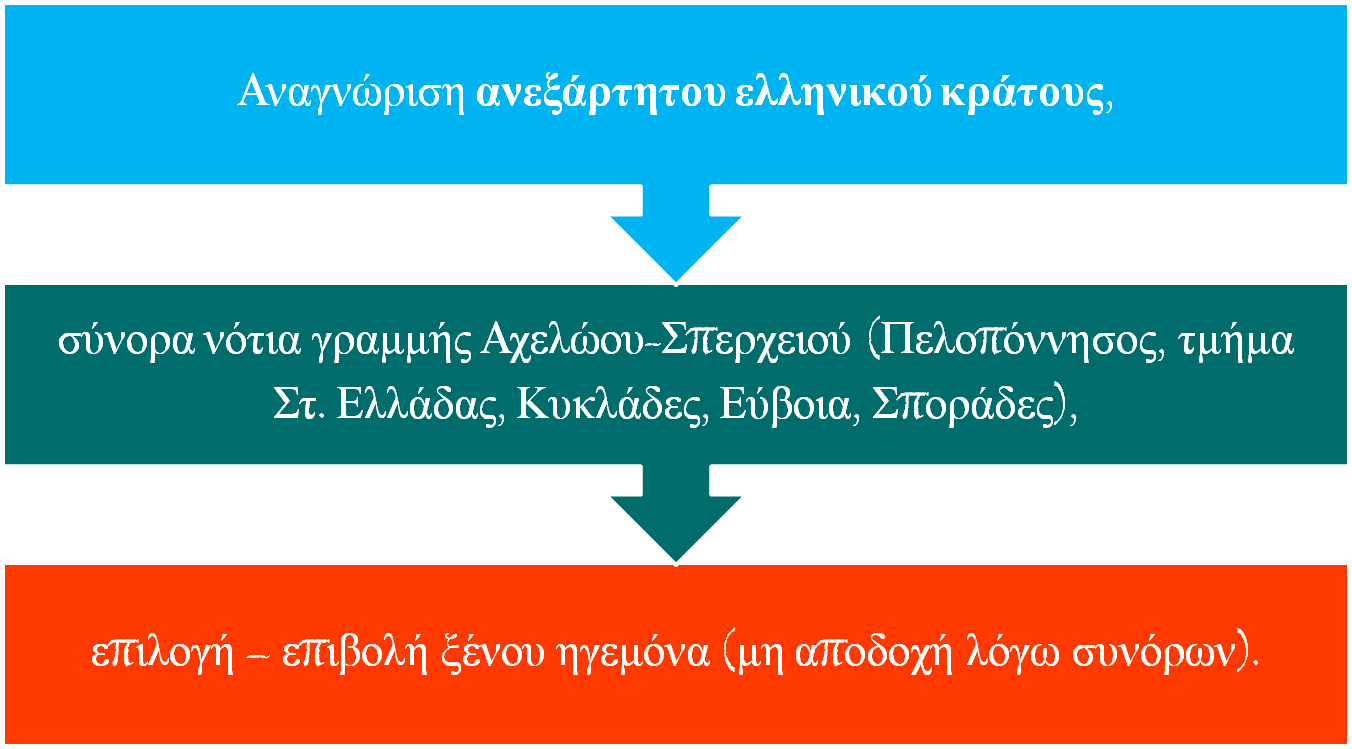 Αναγνώριση ανεξάρτητου ελληνικού κράτους,
σύνορα νότια γραμμής Αχελώου-Σπερχειού (Πελοπόννησος, τμήμα
Στ. Ελλάδας, Κυκλάδες, Εύβοια, Σποράδες),
επιλογή – επιβολή ξένου ηγεμόνα (μη αποδοχή λόγω συνόρων).